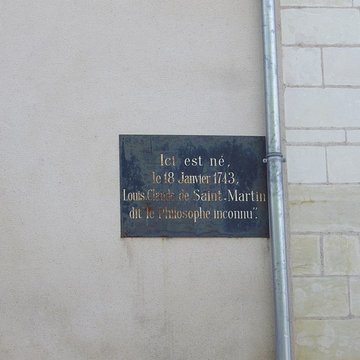 Ici est né,
le 18 Janvier 1743,
Louis Claude de Saint-Martin
dit le Philosophe inconnu".